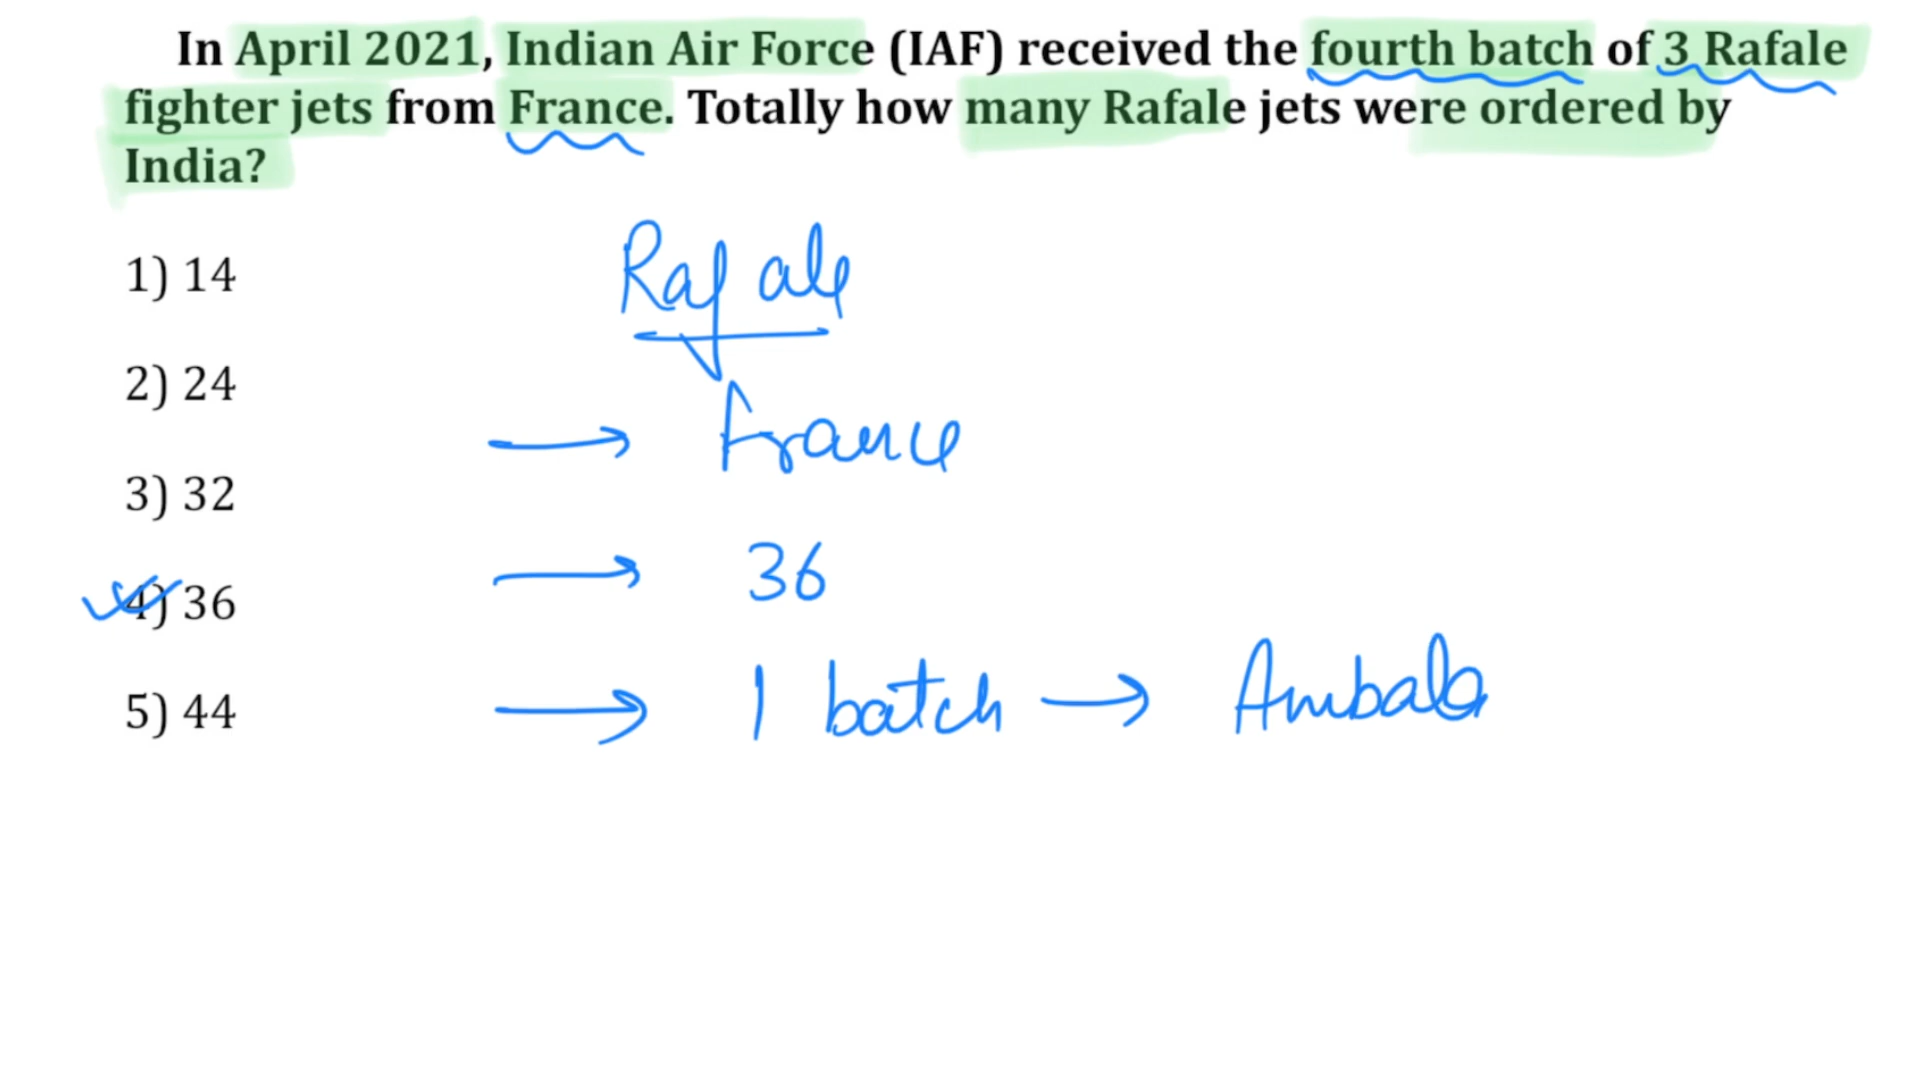 In April 2021, Indian Air Force (IAF) received the fourth batch of 3 Rafale
fighter jets from France. Totally how many Rafale jets were ordered by
India?
1) 14
2) 24
3) 32
4) 36
5) 44
Rafale
France
36
1 batch → Ambala